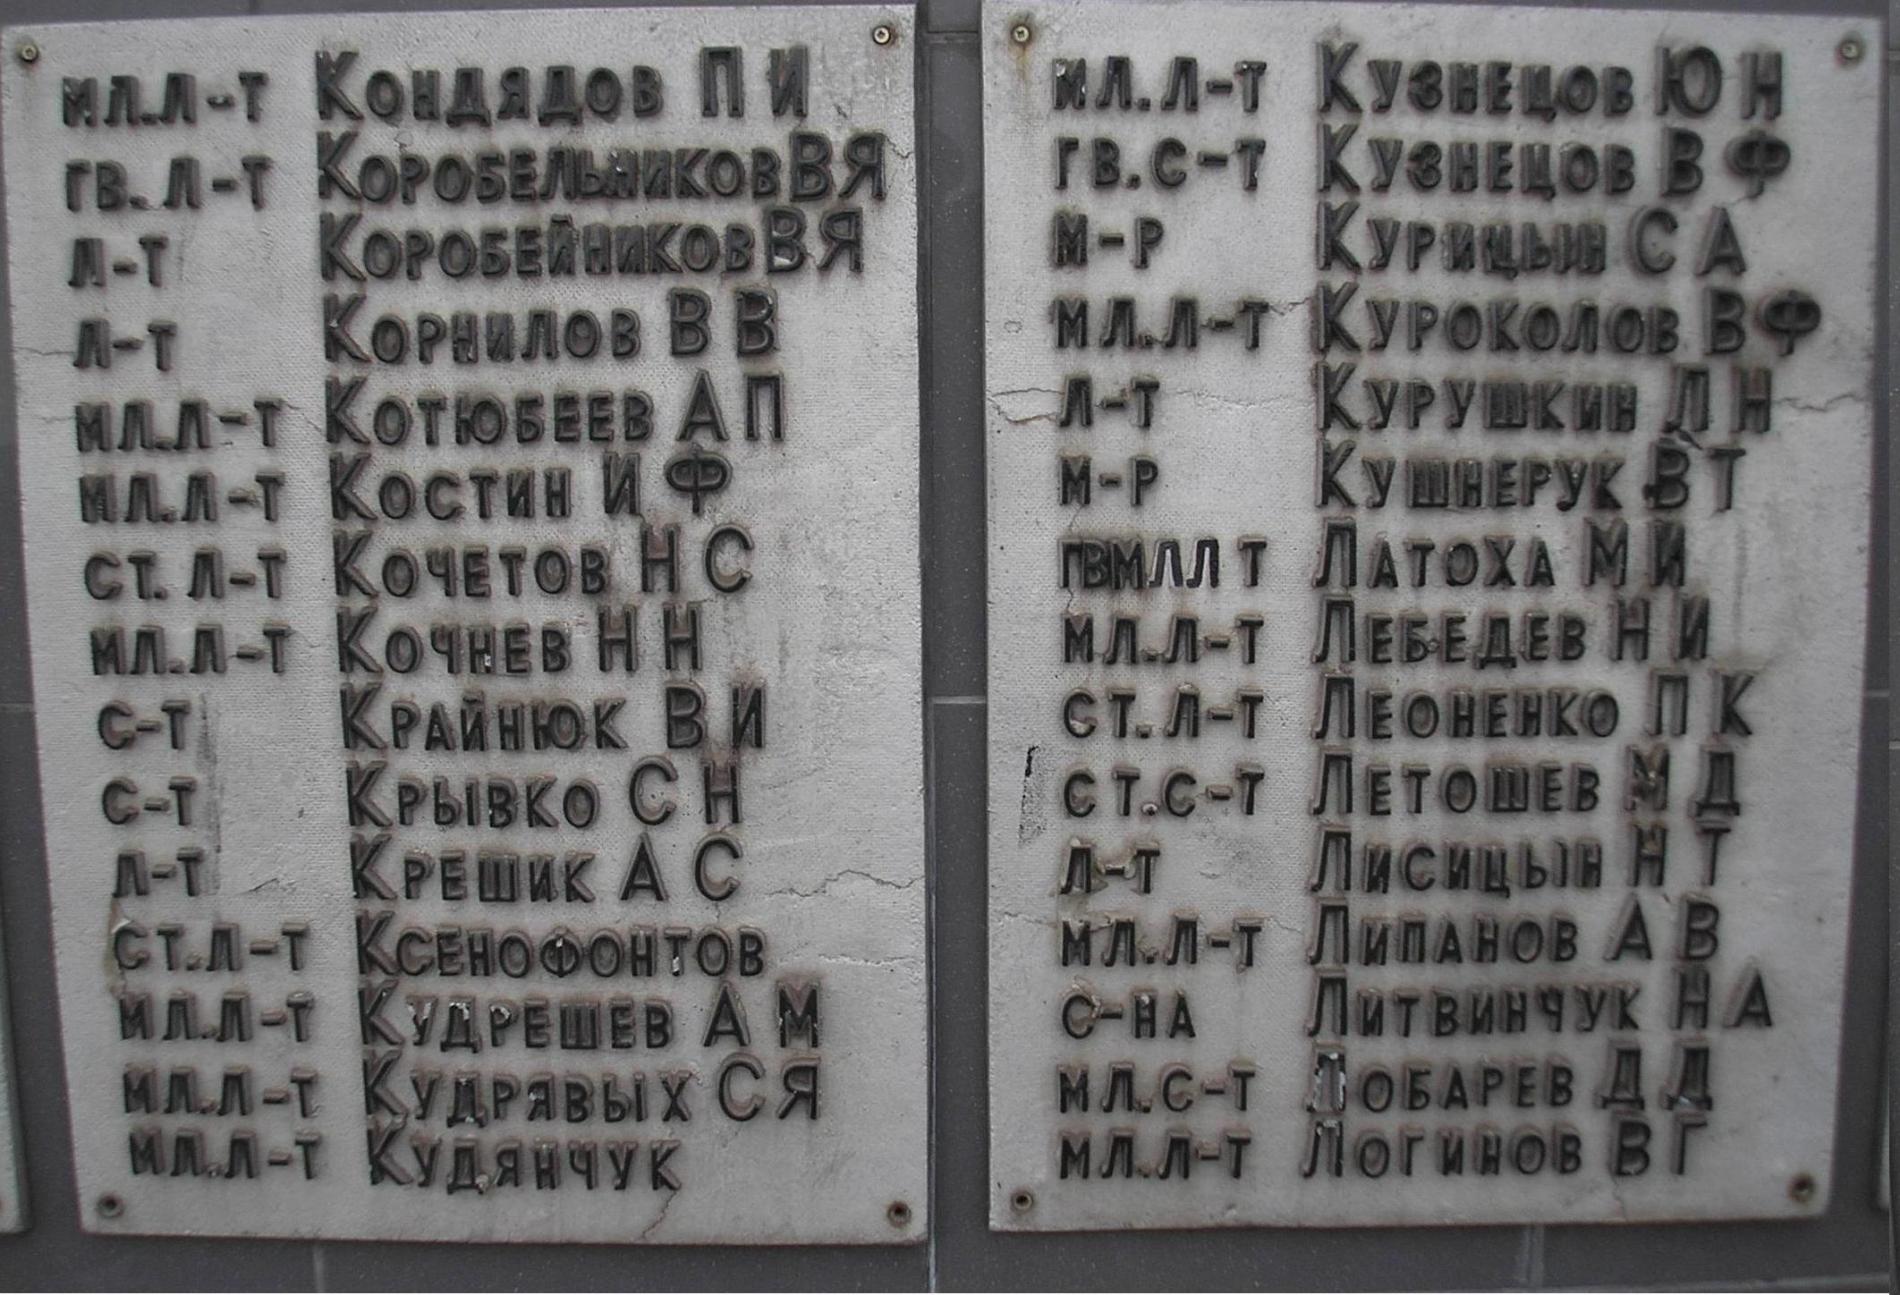 мл.л-т Кондядов П И
гв. л-т Коробельников В Я
л-т Коробейников В Я
л-т Корнилов В В
мл.л-т Котюбеев А П
мл.л-т Костин И Ф
ст. л-т Кочетов Н С
мл.л-т Кочнев Н Н
с-т Крайнюк В И
с-т Крывко С Н
л-т Крешик А С
ст.л-т Ксенофонтов
мл.л-т Кудрешев А М
мл.л-т Кудрявых С Я
мл.л-т Кудянчук
мл.л-т Кузнецов Ю Н
гв.с-т Кузнецов В Ф
м-р Курицын С А
мл.л-т Куроколов В Ф
л-т Курушкин Л Н
м-р Кушнерук В Т
гвмлл т Латоха М И
мл.л-т Лебедев Н И
ст.л-т Леоненко П К
ст.с-т Летошев М Д
л-т Лисицын Н Т
мл.л-т Липанов А В
с-на Литвинчук Н А
мл.с-т Лобарев Д Д
мл.л-т Логинов В Г